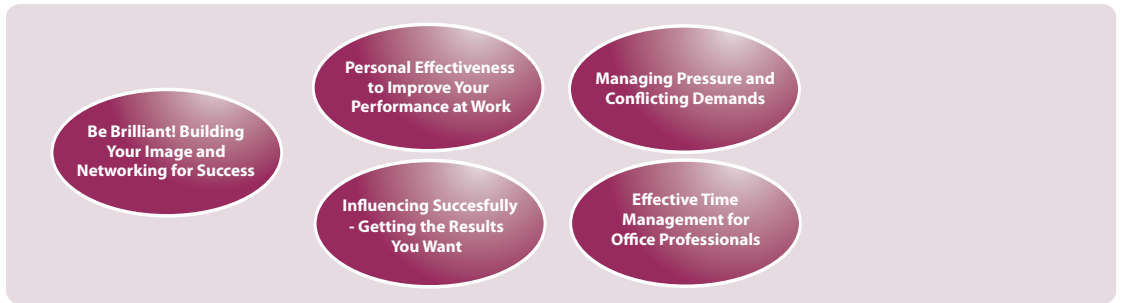 Be Brilliant! Building
Your Image and
Networking for Success
Personal Effectiveness
to Improve Your
Performance at Work
Influencing Succesfully
- Getting the Results
You Want
Managing Pressure and
Conflicting Demands
Effective Time
Management for
Office Professionals